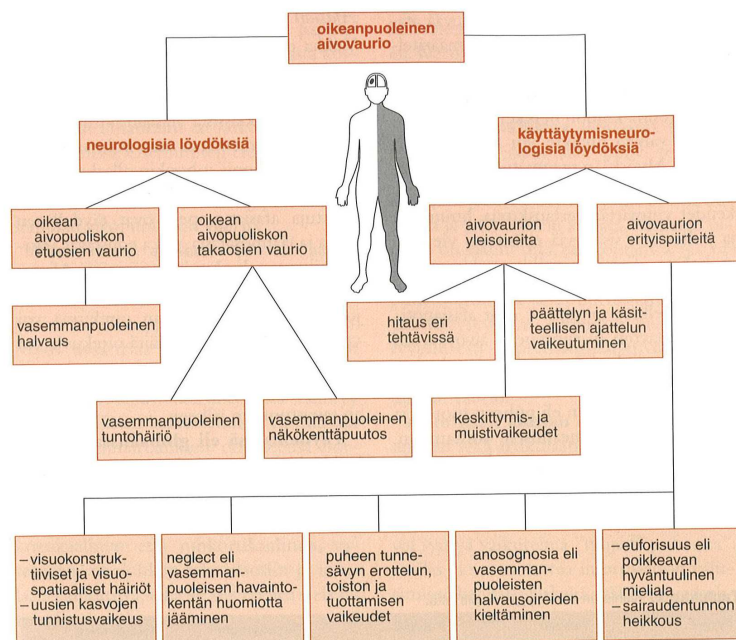 oikeanpuoleinen
aivovaurio
neurologisia löydöksiä
käyttäytymisneuro-
logisia löydöksiä
oikean
aivopuoliskon
etuosien vaurio
oikean
aivopuoliskon
takaosien vaurio
aivovaurion
yleisoireita
aivovaurion
erityispiirteitä
vasemmanpuoleinen
halvaus
hitaus eri
tehtävissä
päättelyn ja käsit-
teellisen ajattelun
vaikeutuminen
vasemmanpuoleinen
tuntohäiriö
vasemmanpuoleinen
näkökenttäpuutos
keskittymis- ja
muistivaikeudet
–visuokonstruk-
tiiviset ja visuo-
spatiaaliset häiriöt
–uusien kasvojen
tunnistusvaikeus
neglect eli
vasemman-
puoleisen havainto-
kentän huomiotta
jääminen
puheen tunne-
sävyn erottelun,
toiston ja
tuottamisen
vaikeudet
anosognosia eli
vasemman-
puoleisten
halvausoireiden
kieltäminen
–euforisuus eli
poikkeavan
hyväntuulinen
mieliala
–sairaudentunnon
heikkous